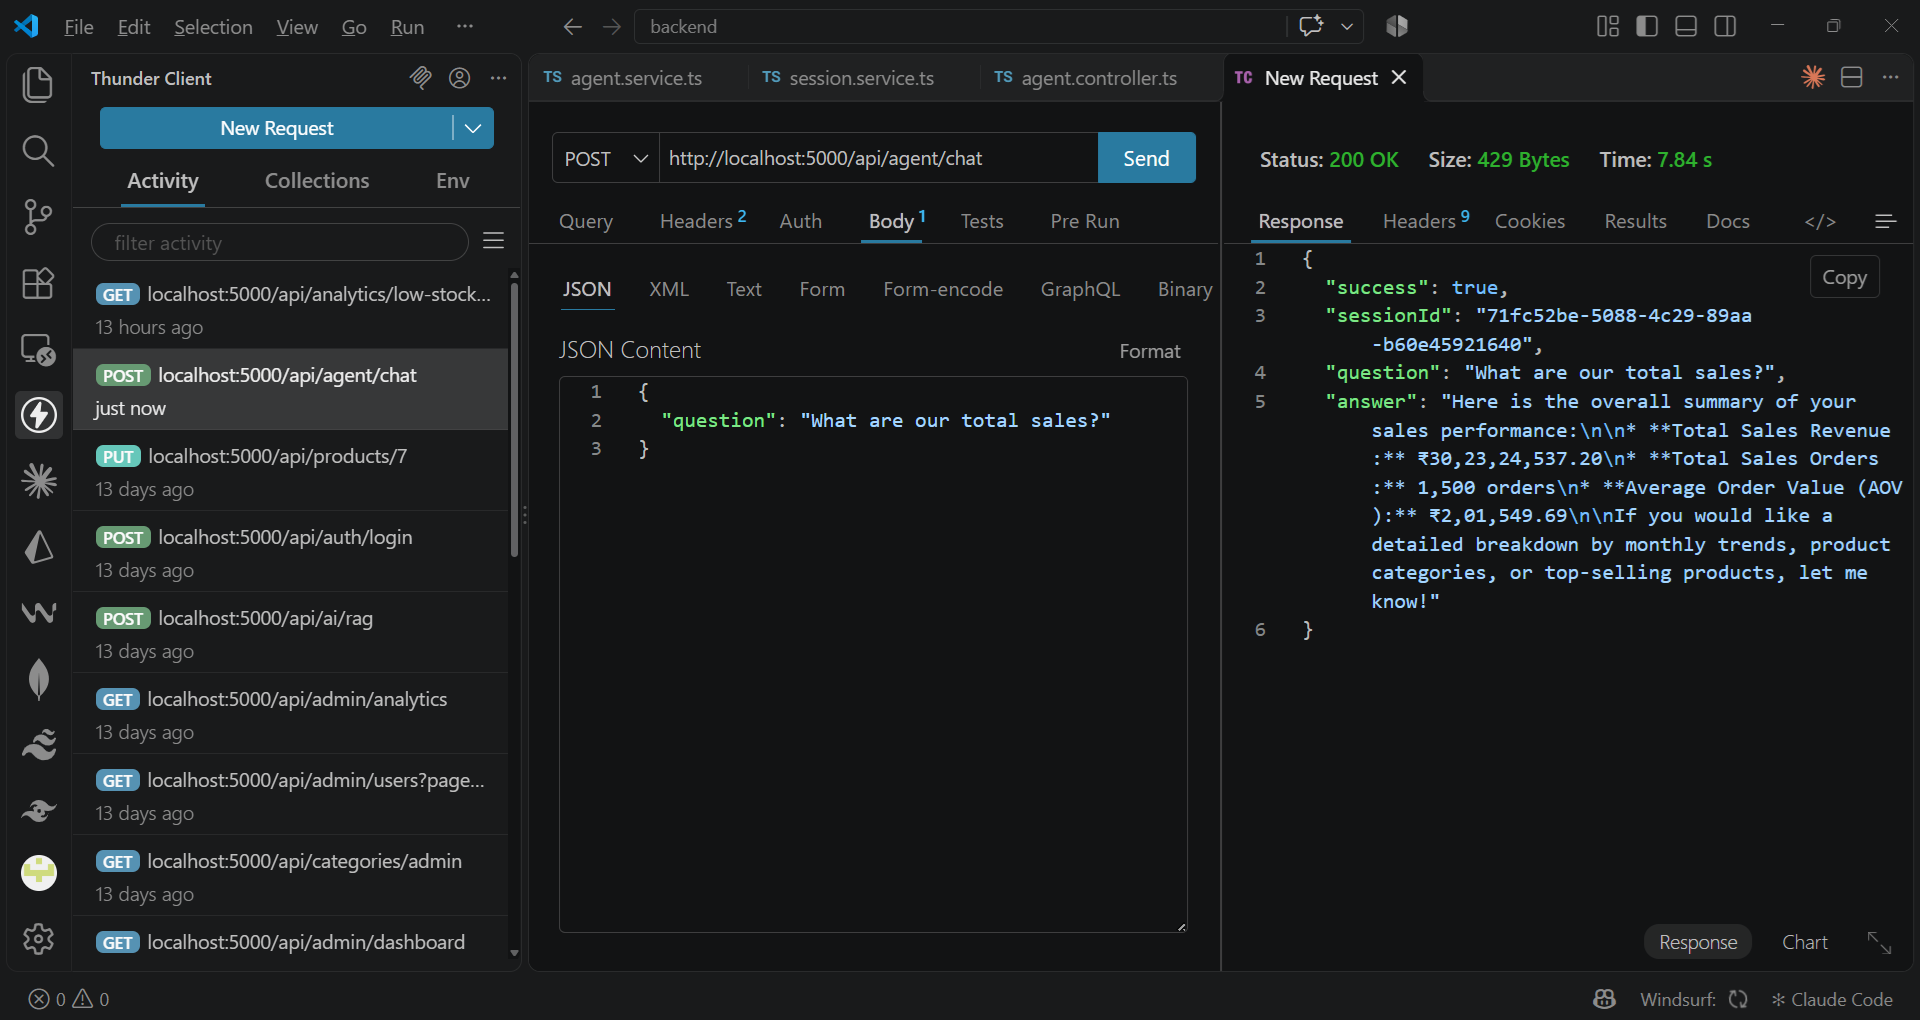 File Edit Selection View Go Run ···
backend
Thunder Client
New Request
Activity Collections Env
filter activity
GET localhost:5000/api/analytics/low-stock...
13 hours ago
POST localhost:5000/api/agent/chat
just now
PUT localhost:5000/api/products/7
13 days ago
POST localhost:5000/api/auth/login
13 days ago
POST localhost:5000/api/ai/rag
13 days ago
GET localhost:5000/api/admin/analytics
13 days ago
GET localhost:5000/api/admin/users?page...
13 days ago
GET localhost:5000/api/categories/admin
13 days ago
GET localhost:5000/api/admin/dashboard
TS agent.service.ts TS session.service.ts TS agent.controller.ts TC New Request
POST http://localhost:5000/api/agent/chat Send
Query Headers 2 Auth Body 1 Tests Pre Run
JSON XML Text Form Form-encode GraphQL Binary
JSON Content Format
1 {
2 "question": "What are our total sales?"
3 }
Status: 200 OK Size: 429 Bytes Time: 7.84 s
Response Headers 9 Cookies Results Docs </>
Copy
1 {
2 "success": true,
3 "sessionId": "71fc52be-5088-4c29-89aa
-b60e45921640",
4 "question": "What are our total sales?",
5 "answer": "Here is the overall summary of your
sales performance:\n\n* **Total Sales Revenue
:** ₹30,23,24,537.20\n* **Total Sales Orders
:** 1,500 orders\n* **Average Order Value (AOV
):** ₹2,01,549.69\n\nIf you would like a
detailed breakdown by monthly trends, product
categories, or top-selling products, let me
know!"
6 }
Response Chart
0 0
Windsurf: Claude Code